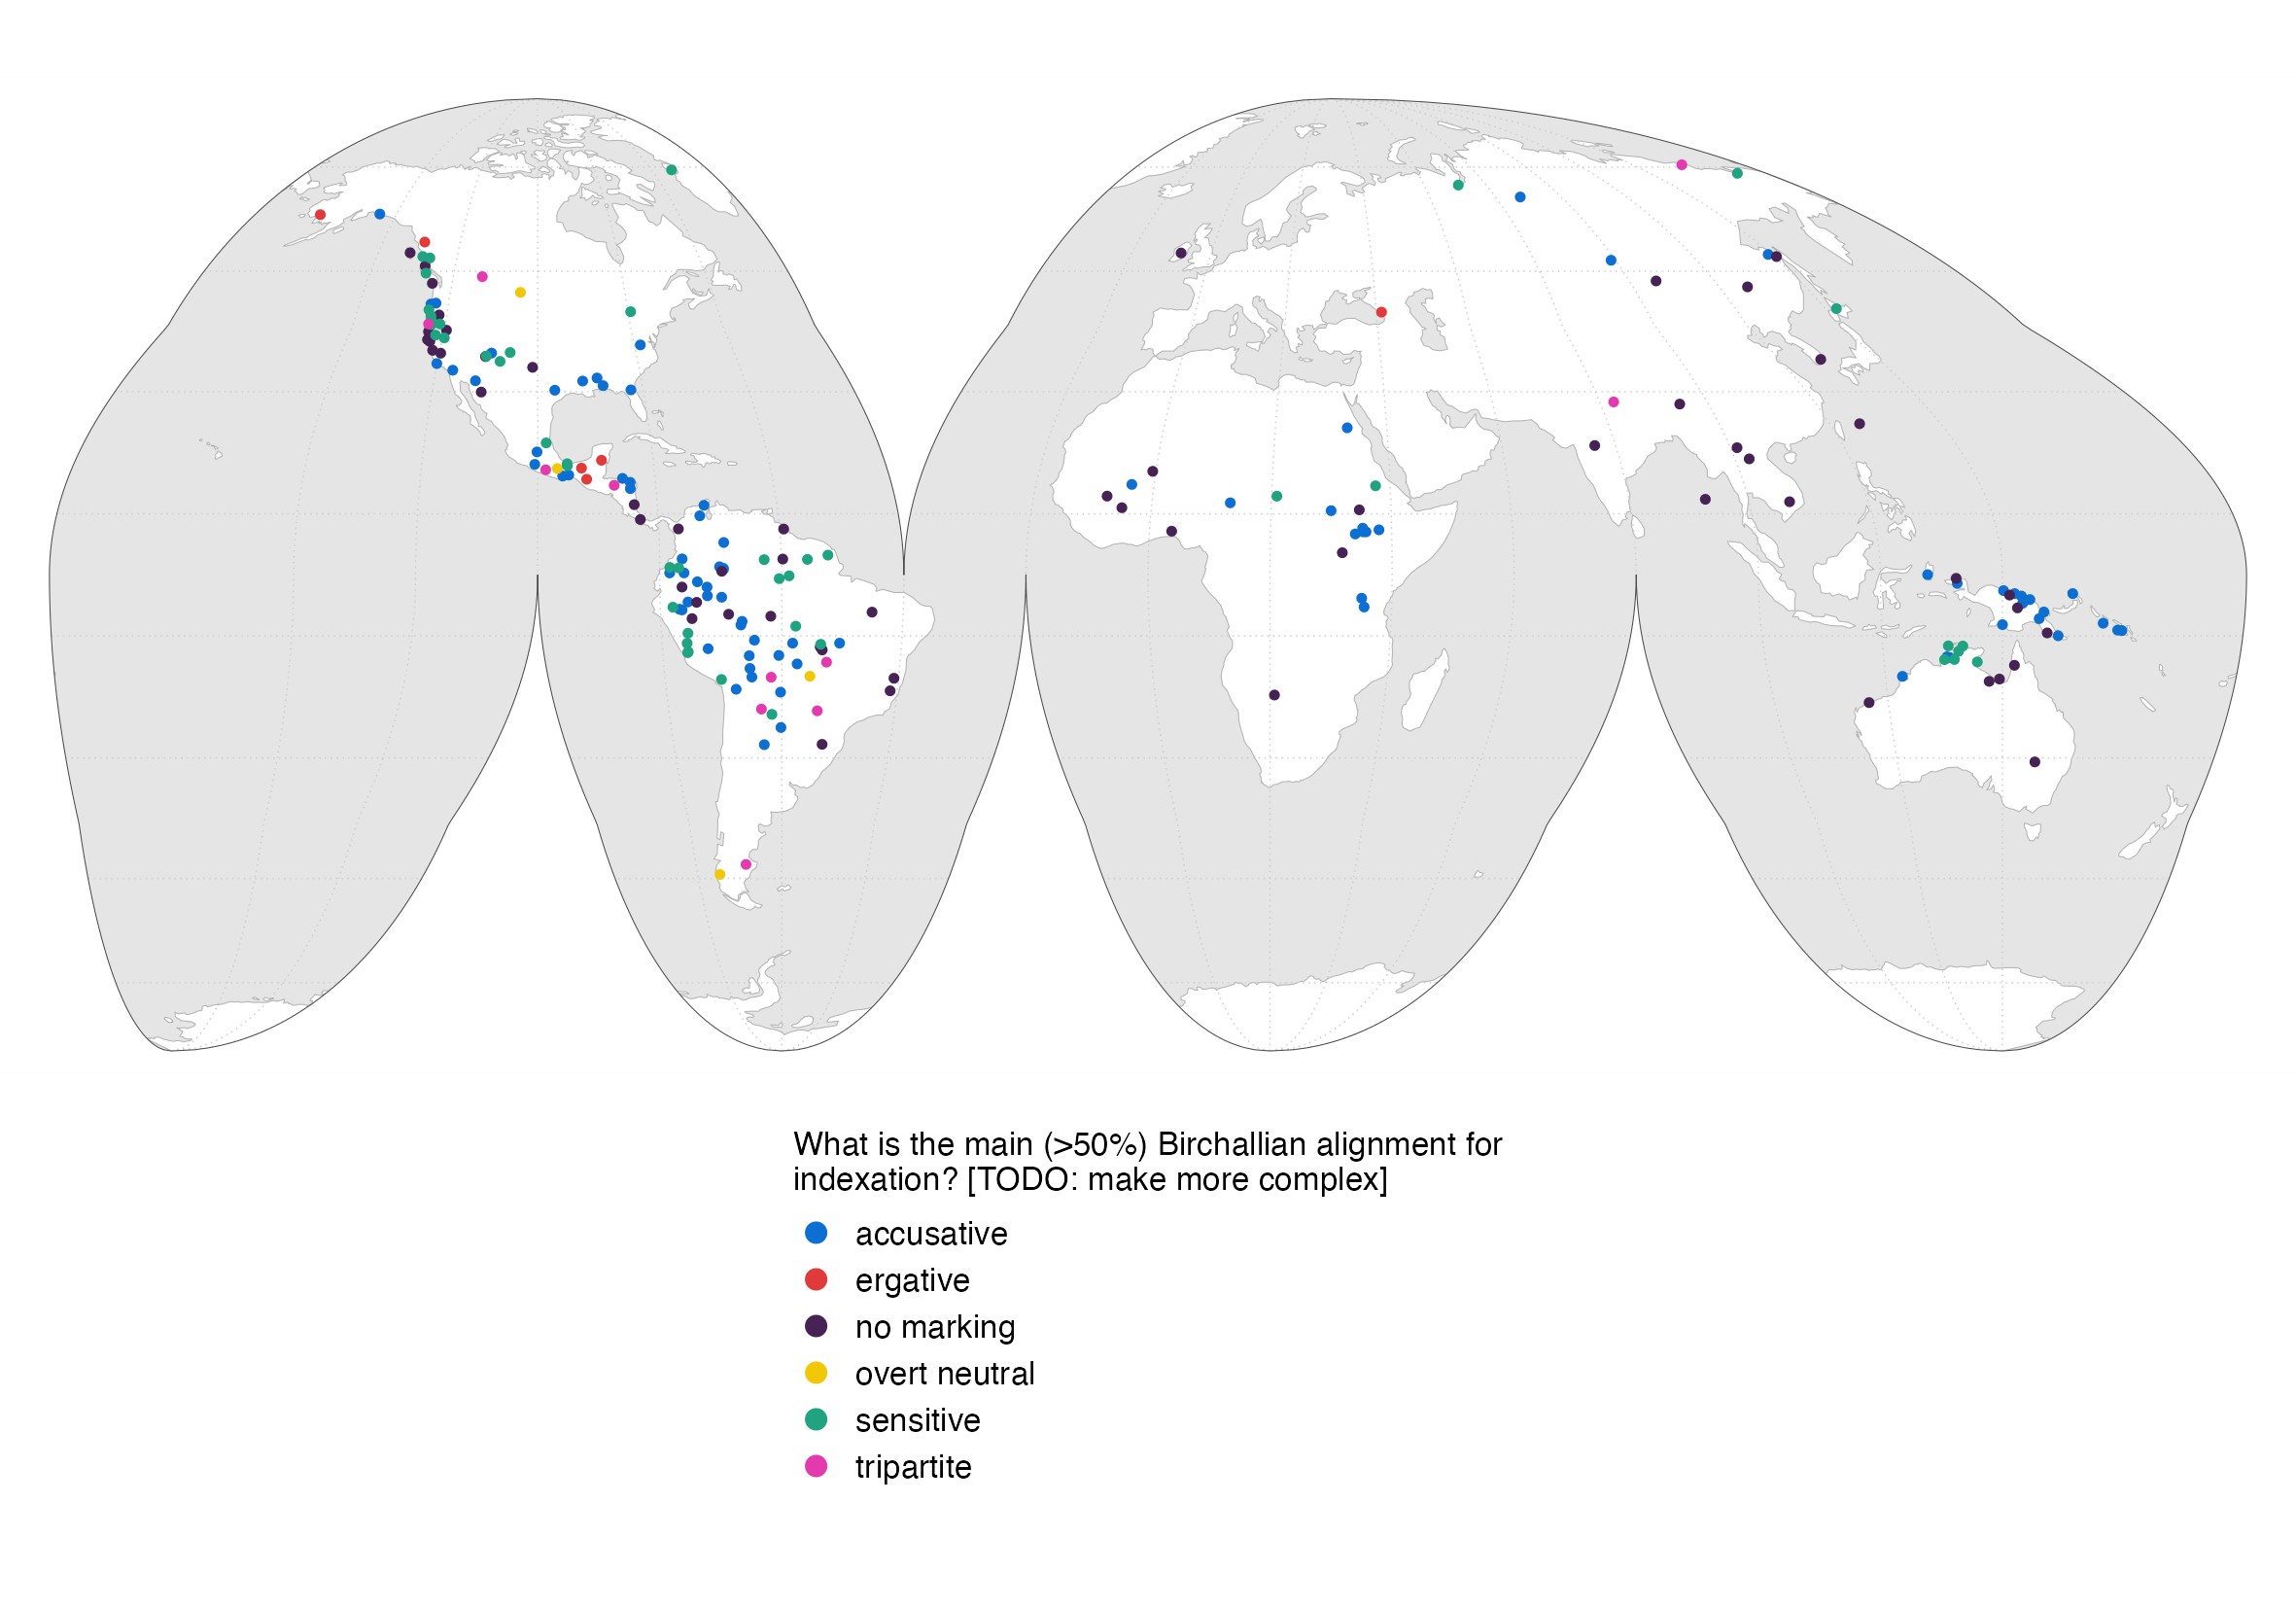 What is the main (>50%) Birchallian alignment for
indexation? [TODO: make more complex]
accusative
ergative
no marking
overt neutral
sensitive
tripartite